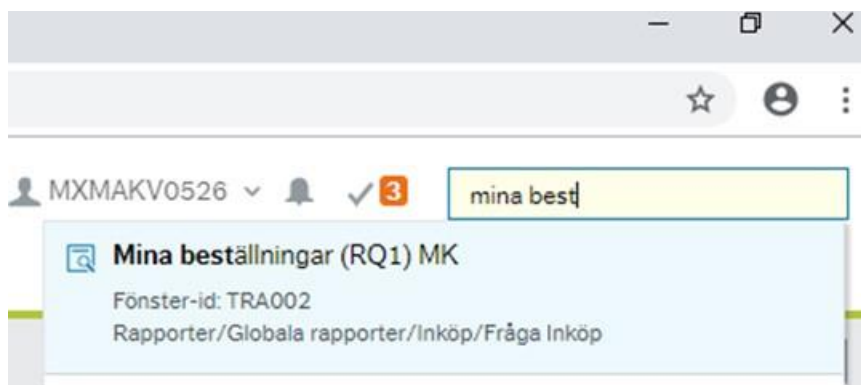 MXMAKV0526
3
mina best
Mina beställningar (RQ1) MK
Fönster-id: TRA002
Rapporter/Globala rapporter/Inköp/Fråga Inköp